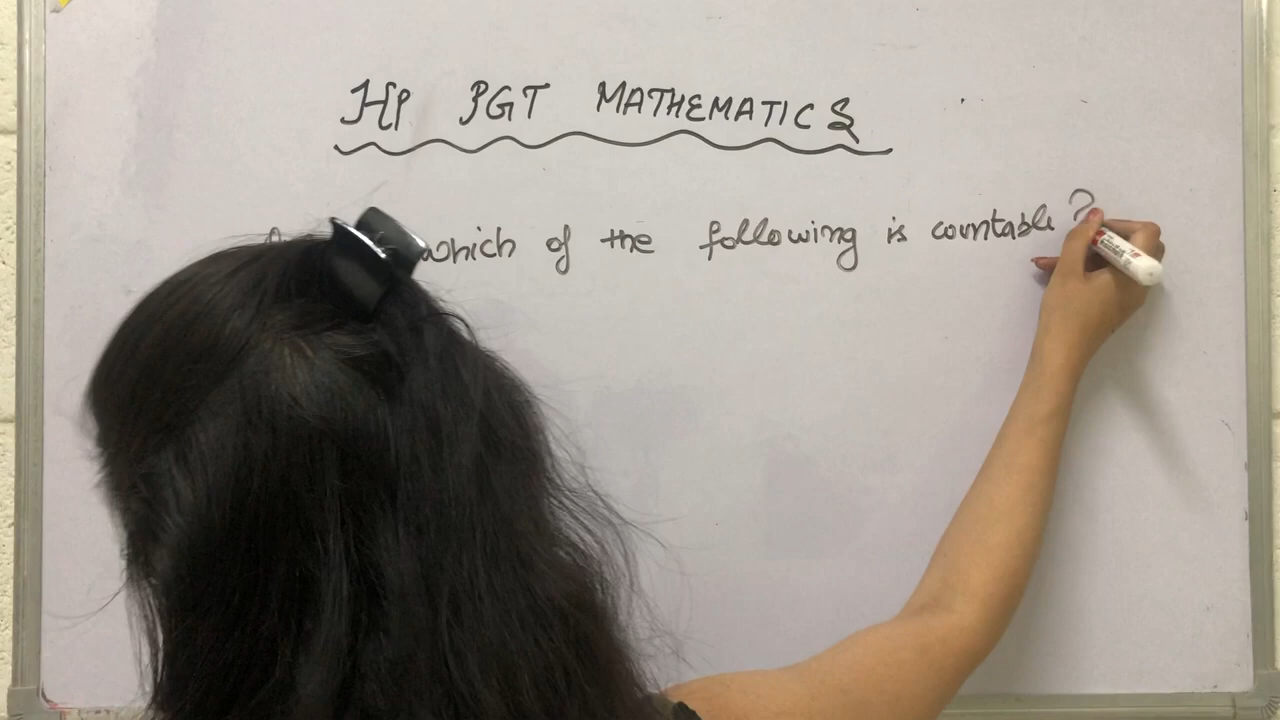 HP PGT MATHEMATICS
which of the following is countable ?